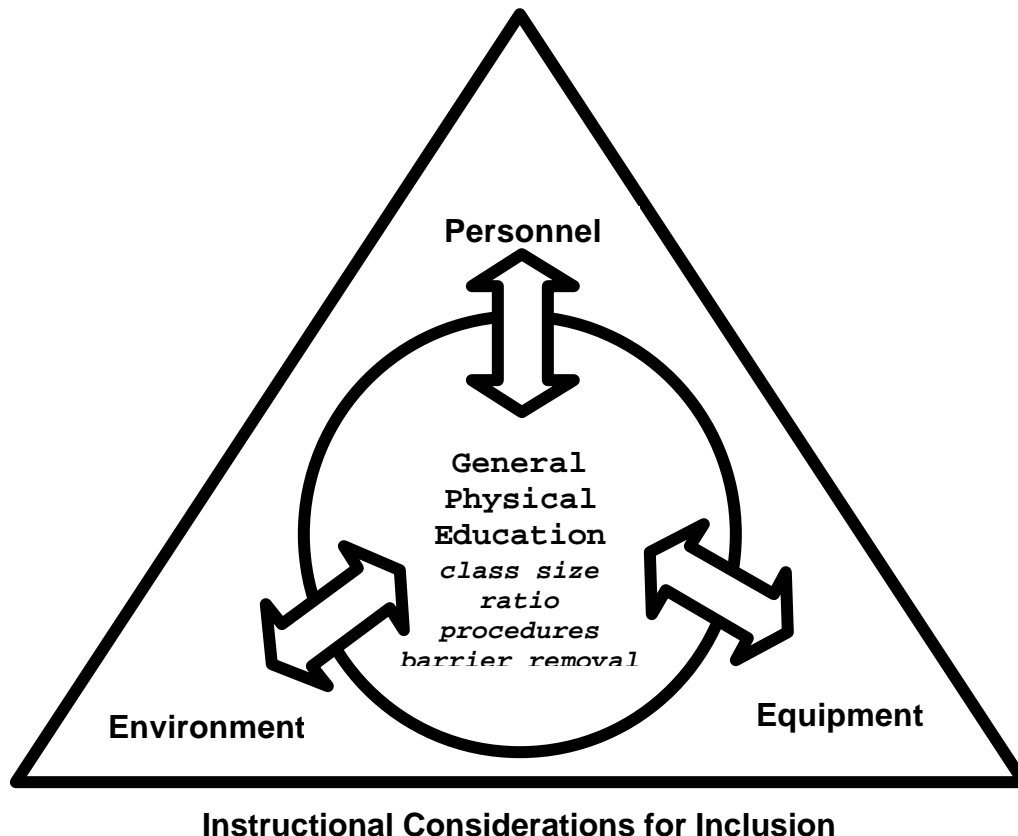 Personnel
General
Physical
Education
class size
ratio
procedures
barrier removal
Environment
Equipment
Instructional Considerations for Inclusion